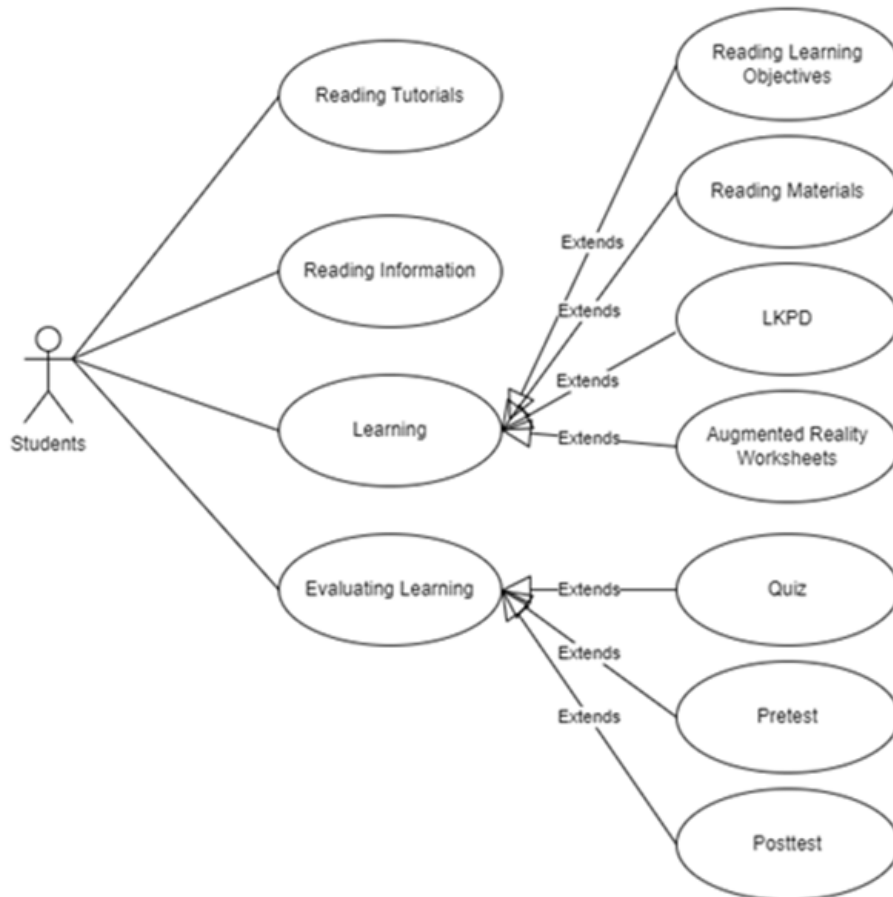 Reading Tutorials
Reading Information
Students
Learning
Evaluating Learning
Extends
Extends
Extends
Extends
Extends
Extends
Extends
Reading Learning
Objectives
Reading Materials
LKPD
Augmented Reality
Worksheets
Quiz
Pretest
Posttest